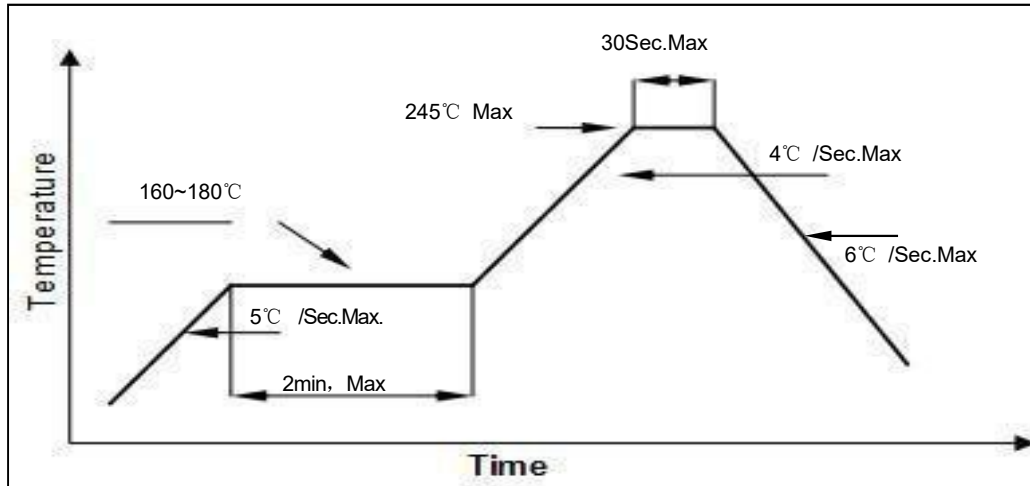 30Sec.Max
245℃ Max
4℃ /Sec.Max
160~180℃
6℃ /Sec.Max
5℃ /Sec.Max.
2min，Max
Temperature
Time